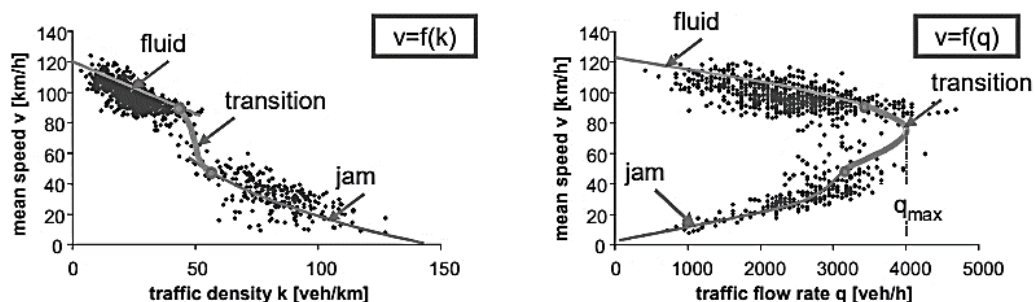 mean speed v [km/h]
140
120
100
80
60
40
20
0
0
50
100
150
traffic density k [veh/km]
fluid
transition
jam
v=f(k)
mean speed v [km/h]
140
120
100
80
60
40
20
0
0
1000
2000
3000
4000
5000
traffic flow rate q [veh/h]
fluid
transition
jam
qmax
v=f(q)